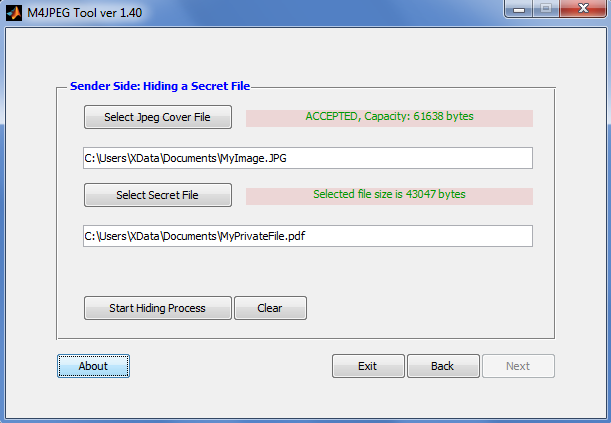 M4JPEG Tool ver 1.40
Sender Side: Hiding a Secret File
Select Jpeg Cover File
ACCEPTED, Capacity: 61638 bytes
C:\Users\XData\Documents\MyImage.JPG
Select Secret File
Selected file size is 43047 bytes
C:\Users\XData\Documents\MyPrivateFile.pdf
Start Hiding Process
Clear
About
Exit
Back
Next